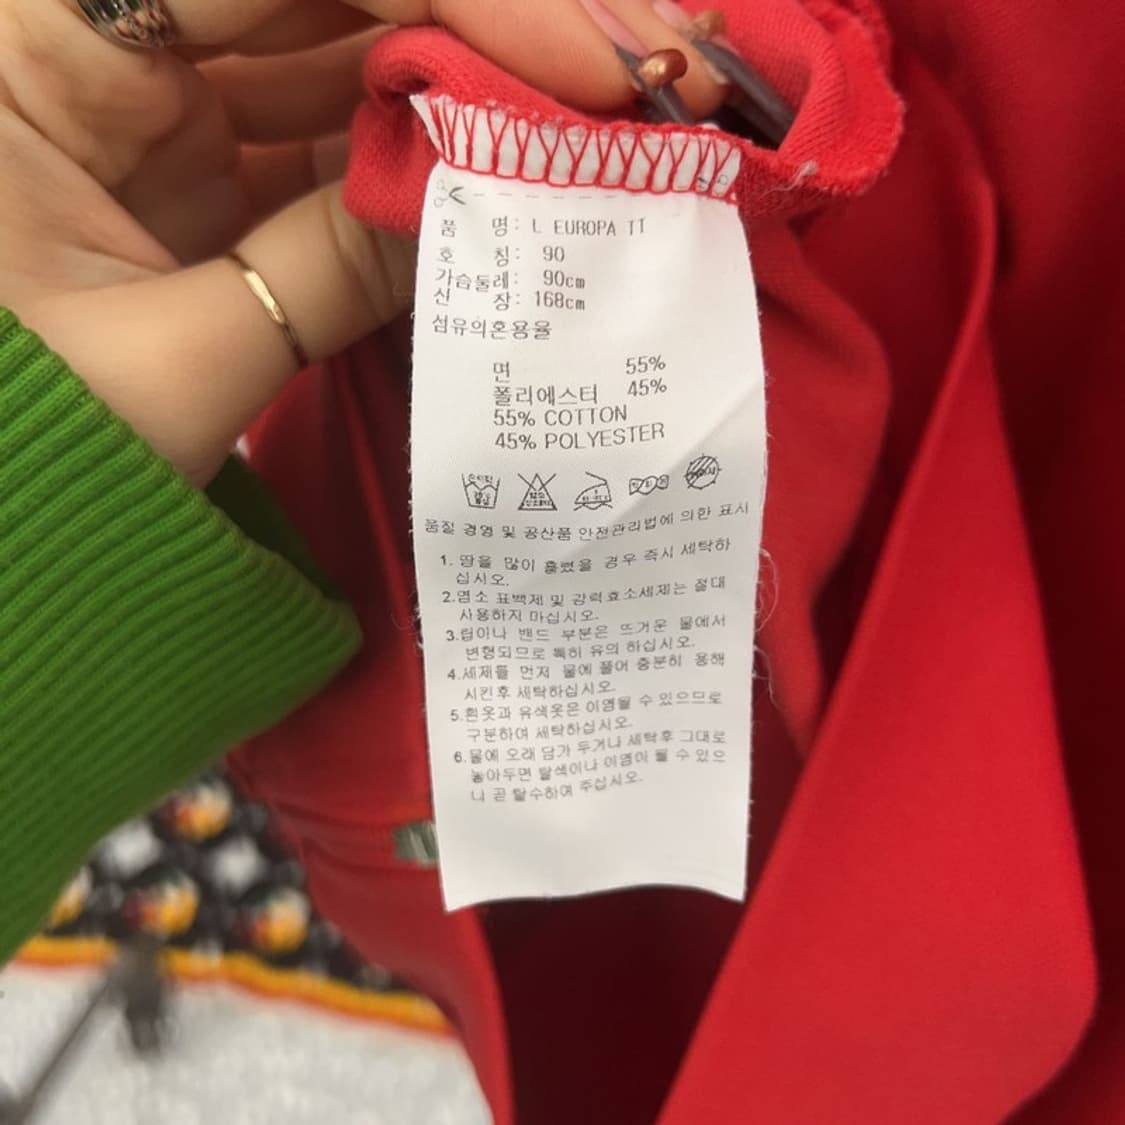 품 명: L EUROPA TT
호 칭: 90
가슴둘레: 90cm
신 장: 168cm
섬유의혼용율
면 55%
폴리에스터 45%
55% COTTON
45% POLYESTER
품질 경영 및 공산품 안전관리법에 의한 표시
1. 땀을 많이 흘렸을 경우 즉시 세탁하
십시오.
2.염소 표백제 및 강력효소세제는 절대
사용하지 마십시오.
3.립이나 밴드 부분은 뜨거운 물에서
변형되므로 특히 유의 하십시오.
4.세제를 먼저 물에 풀어 충분히 용해
시킨후 세탁하십시오.
5.흰옷과 유색옷은 이염될 수 있으므로
구분하여 세탁하십시오.
6.물에 오래 담가 두거나 세탁후 그대로
놓아두면 탈색이나 이염이 될 수 있으
니 곧 탈수하여 주십시오.